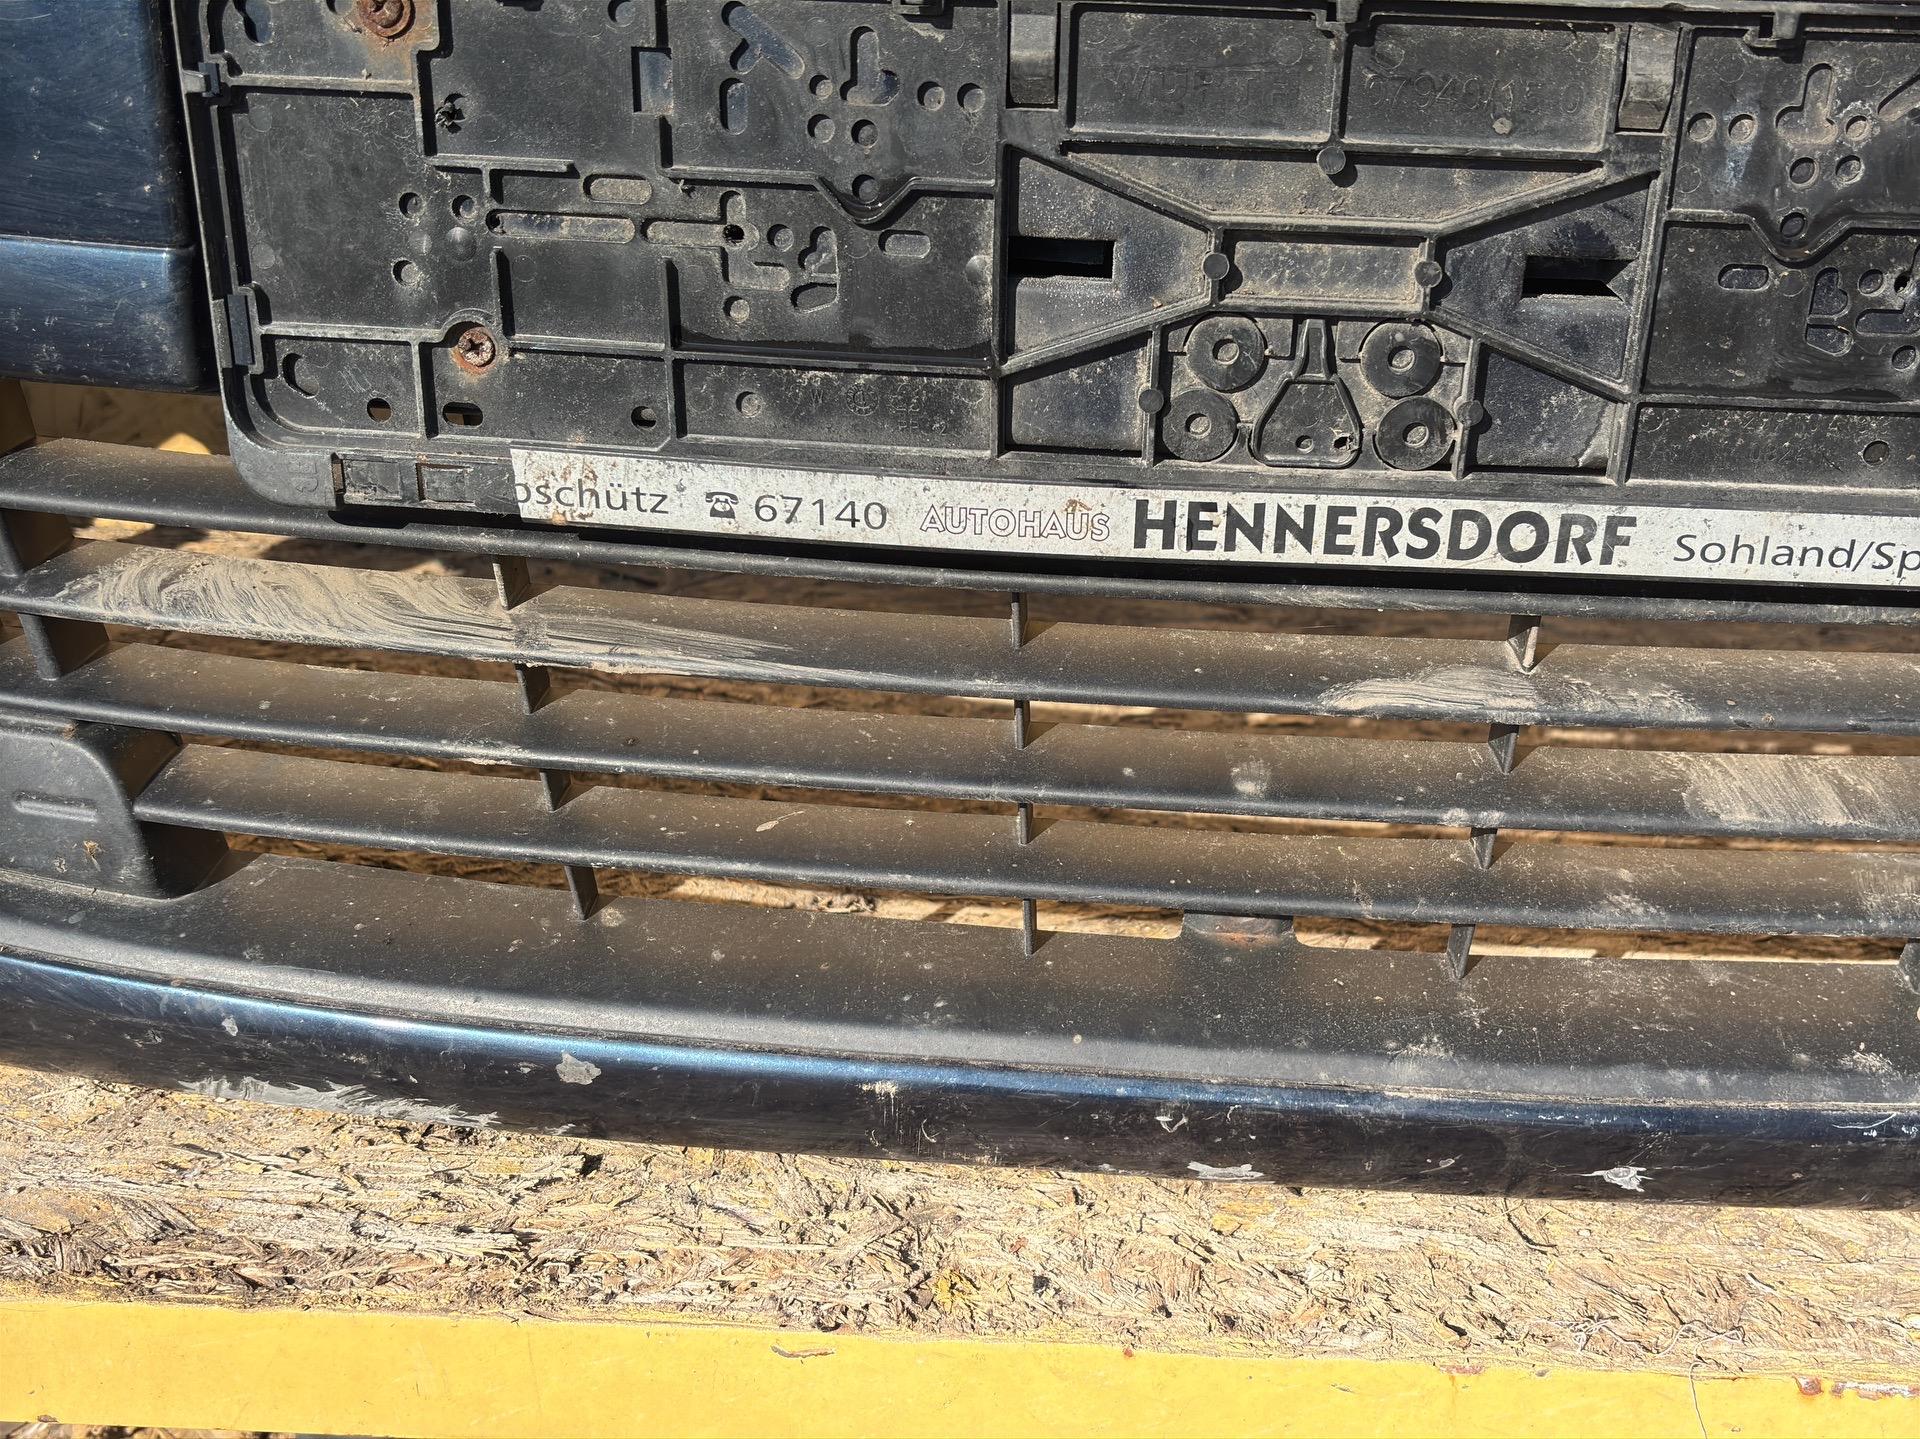 WÜRTH
oschütz ☎ 67140 AUTOHAUS HENNERSDORF Sohland/Sp